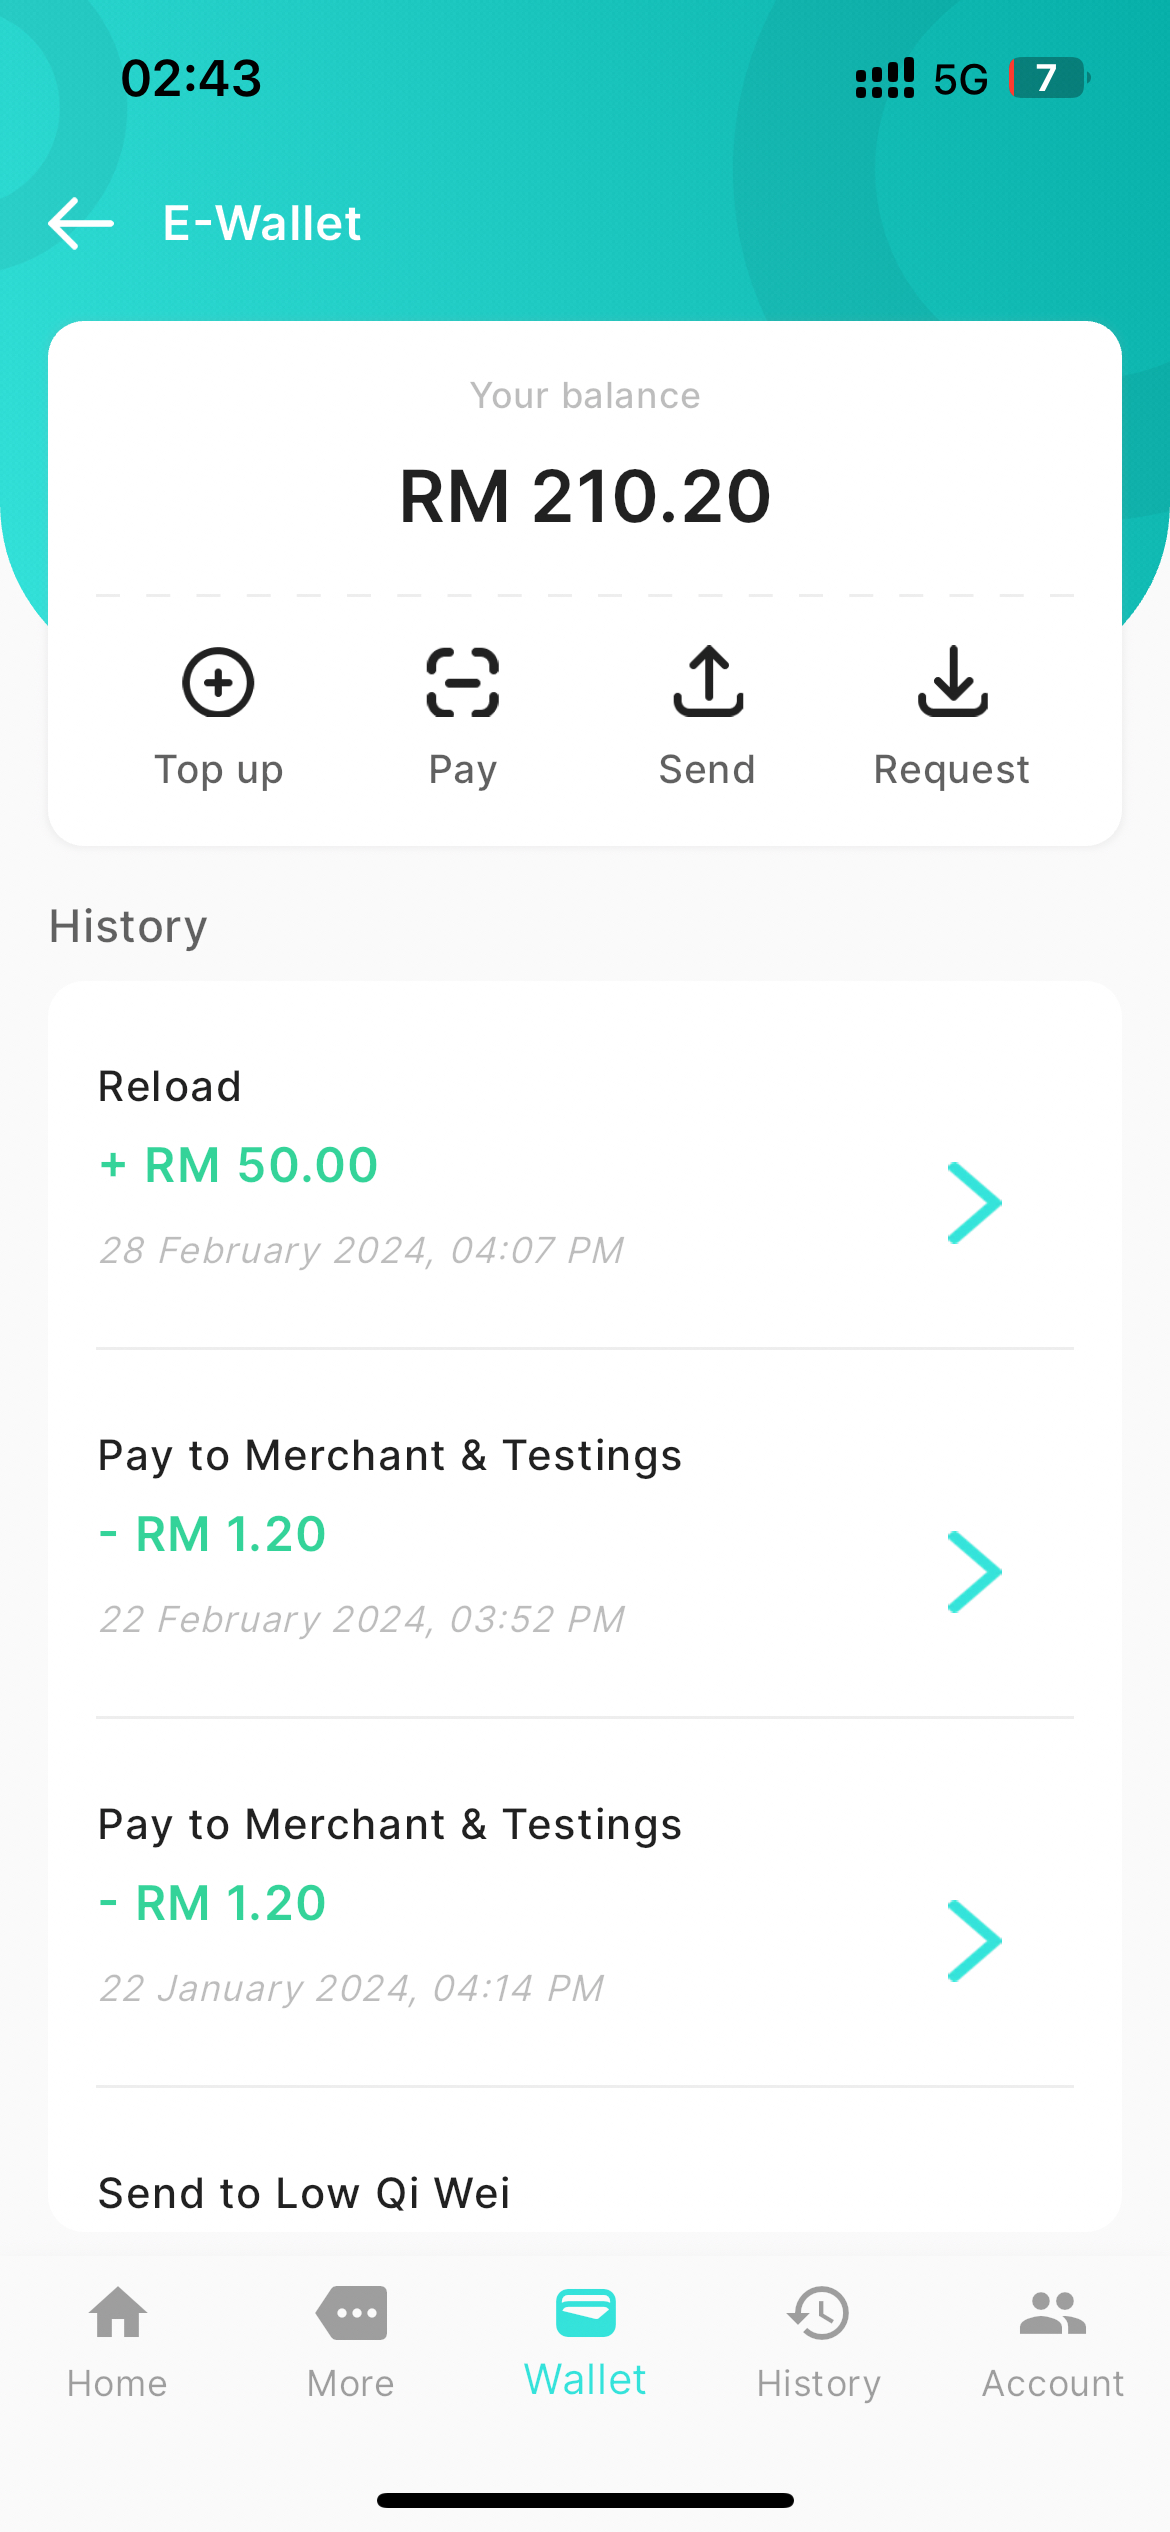 02:43
5G 7
E-Wallet
Your balance
RM 210.20
Top up Pay Send Request
History
Reload
+ RM 50.00
28 February 2024, 04:07 PM
Pay to Merchant & Testings
- RM 1.20
22 February 2024, 03:52 PM
Pay to Merchant & Testings
- RM 1.20
22 January 2024, 04:14 PM
Send to Low Qi Wei
Home More Wallet History Account